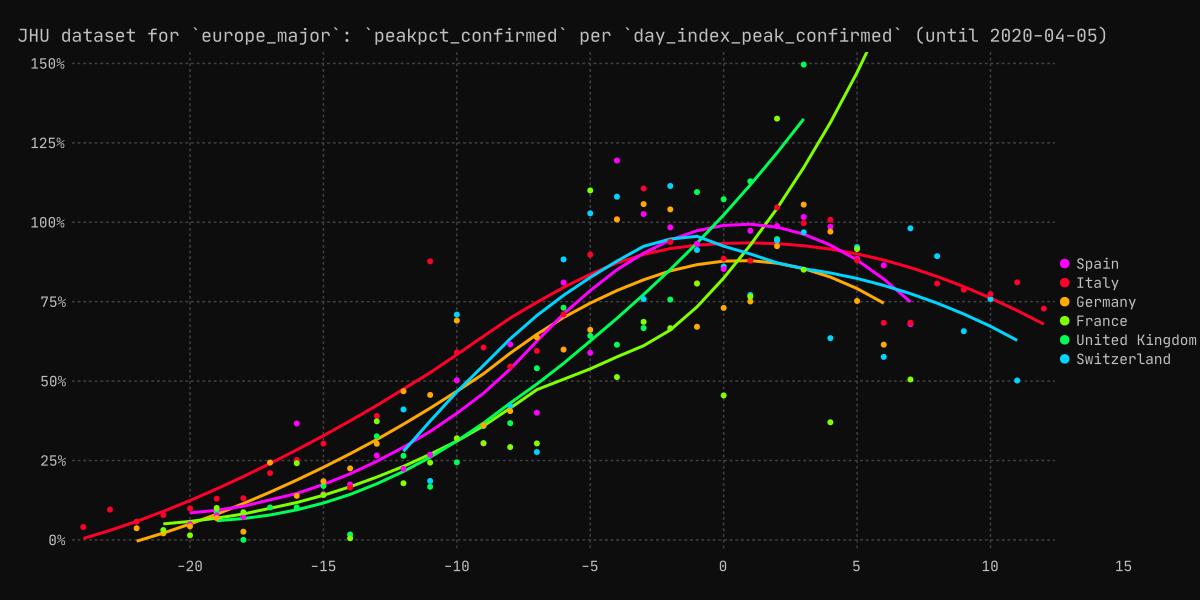 JHU dataset for `europe_major`: `peakpct_confirmed` per `day_index_peak_confirmed` (until 2020-04-05)
150%
125%
100%
75%
50%
25%
0%
-20 -15 -10 -5 0 5 10 15
Spain
Italy
Germany
France
United Kingdom
Switzerland